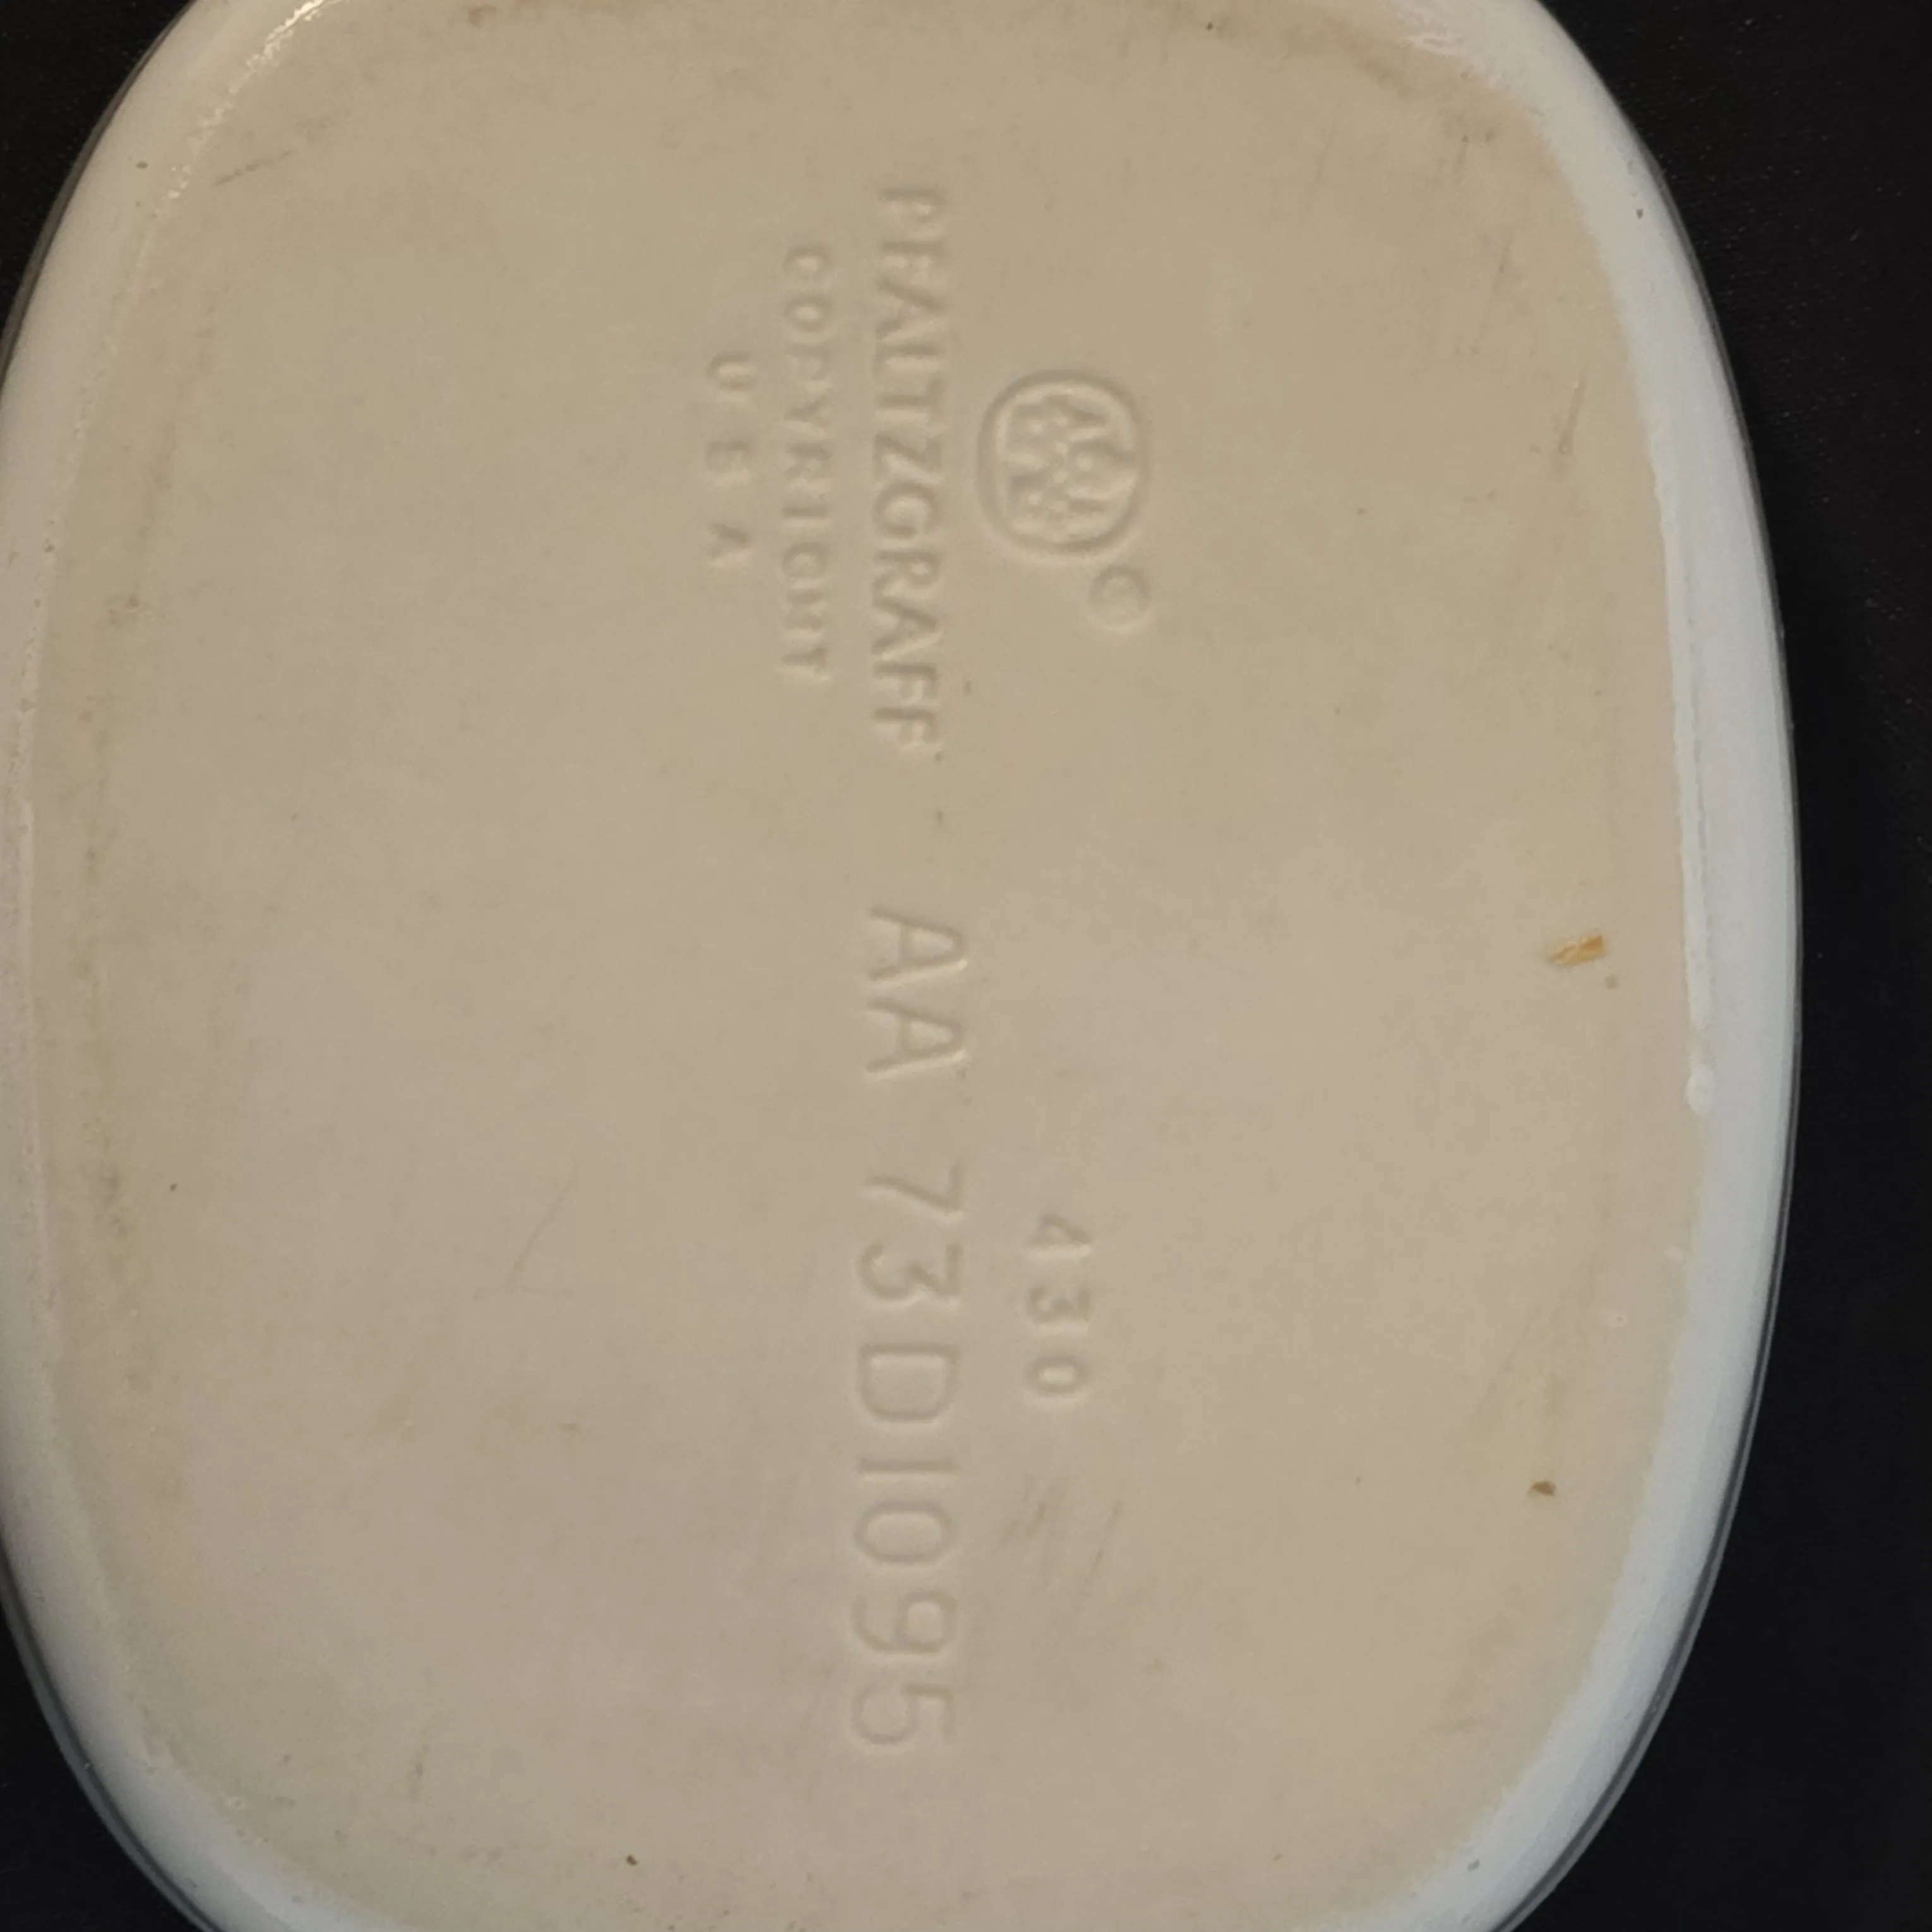 ©
PFALTZGRAFF
COPYRIGHT
U S A
430
AA 73D1095